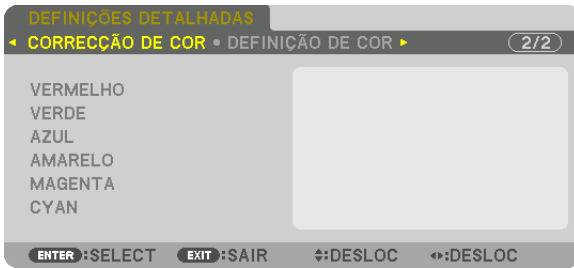 DEFINIÇÕES DETALHADAS
◂ CORRECÇÃO DE COR • DEFINIÇÃO DE COR ▸ 2/2
VERMELHO
VERDE
AZUL
AMARELO
MAGENTA
CYAN
ENTER:SELECT EXIT:SAIR :DESLOC :DESLOC